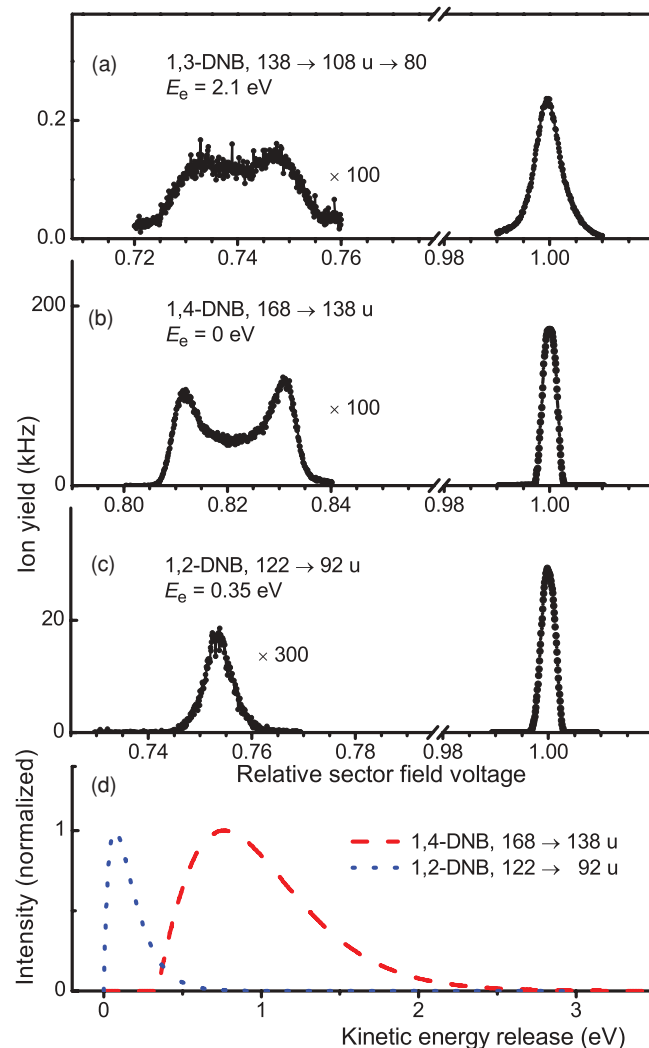 (a)
1,3-DNB, 138 → 108 u → 80
Eₑ = 2.1 eV
× 100
0.2
0.0
0.72 0.74 0.76 0.98 1.00
(b)
1,4-DNB, 168 → 138 u
Eₑ = 0 eV
× 100
200
0
0.80 0.82 0.84 0.98 1.00
Ion yield (kHz)
(c)
1,2-DNB, 122 → 92 u
Eₑ = 0.35 eV
× 300
20
0
0.74 0.76 0.78 0.98 1.00
Relative sector field voltage
(d)
1,4-DNB, 168 → 138 u
1,2-DNB, 122 → 92 u
Intensity (normalized)
1
0
0 1 2 3
Kinetic energy release (eV)